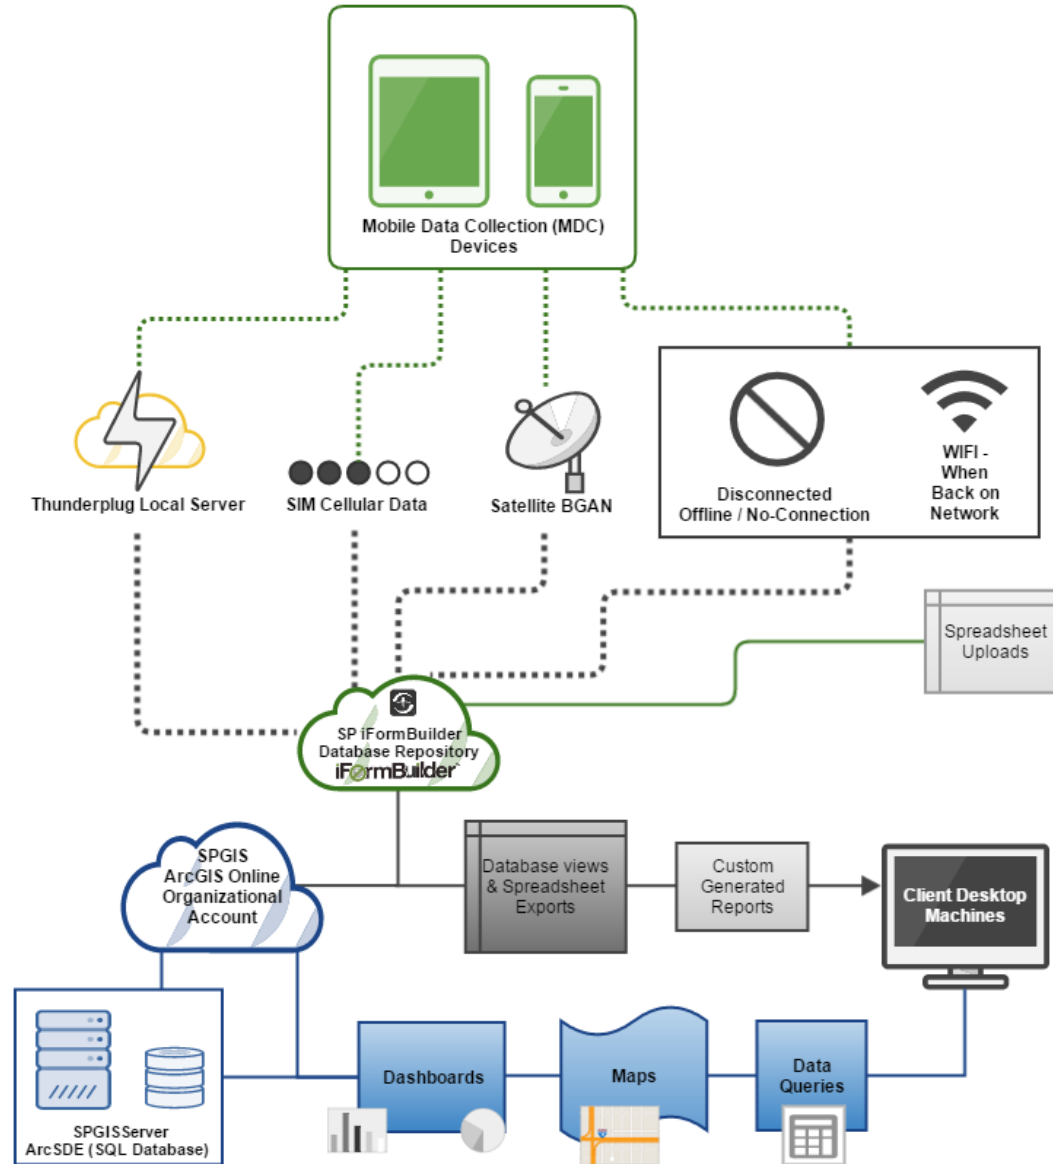 Mobile Data Collection (MDC)
Devices
Thunderplug Local Server
SIM Cellular Data
Satellite BGAN
Disconnected
Offline / No-Connection
WIFI -
When
Back on
Network
Spreadsheet
Uploads
SP iFormBuilder
Database Repository
iFormBuilder
SPGIS
ArcGIS Online
Organizational
Account
Database views
& Spreadsheet
Exports
Custom
Generated
Reports
Client Desktop
Machines
SPGISServer
ArcSDE (SQL Database)
Dashboards
Maps
Data
Queries